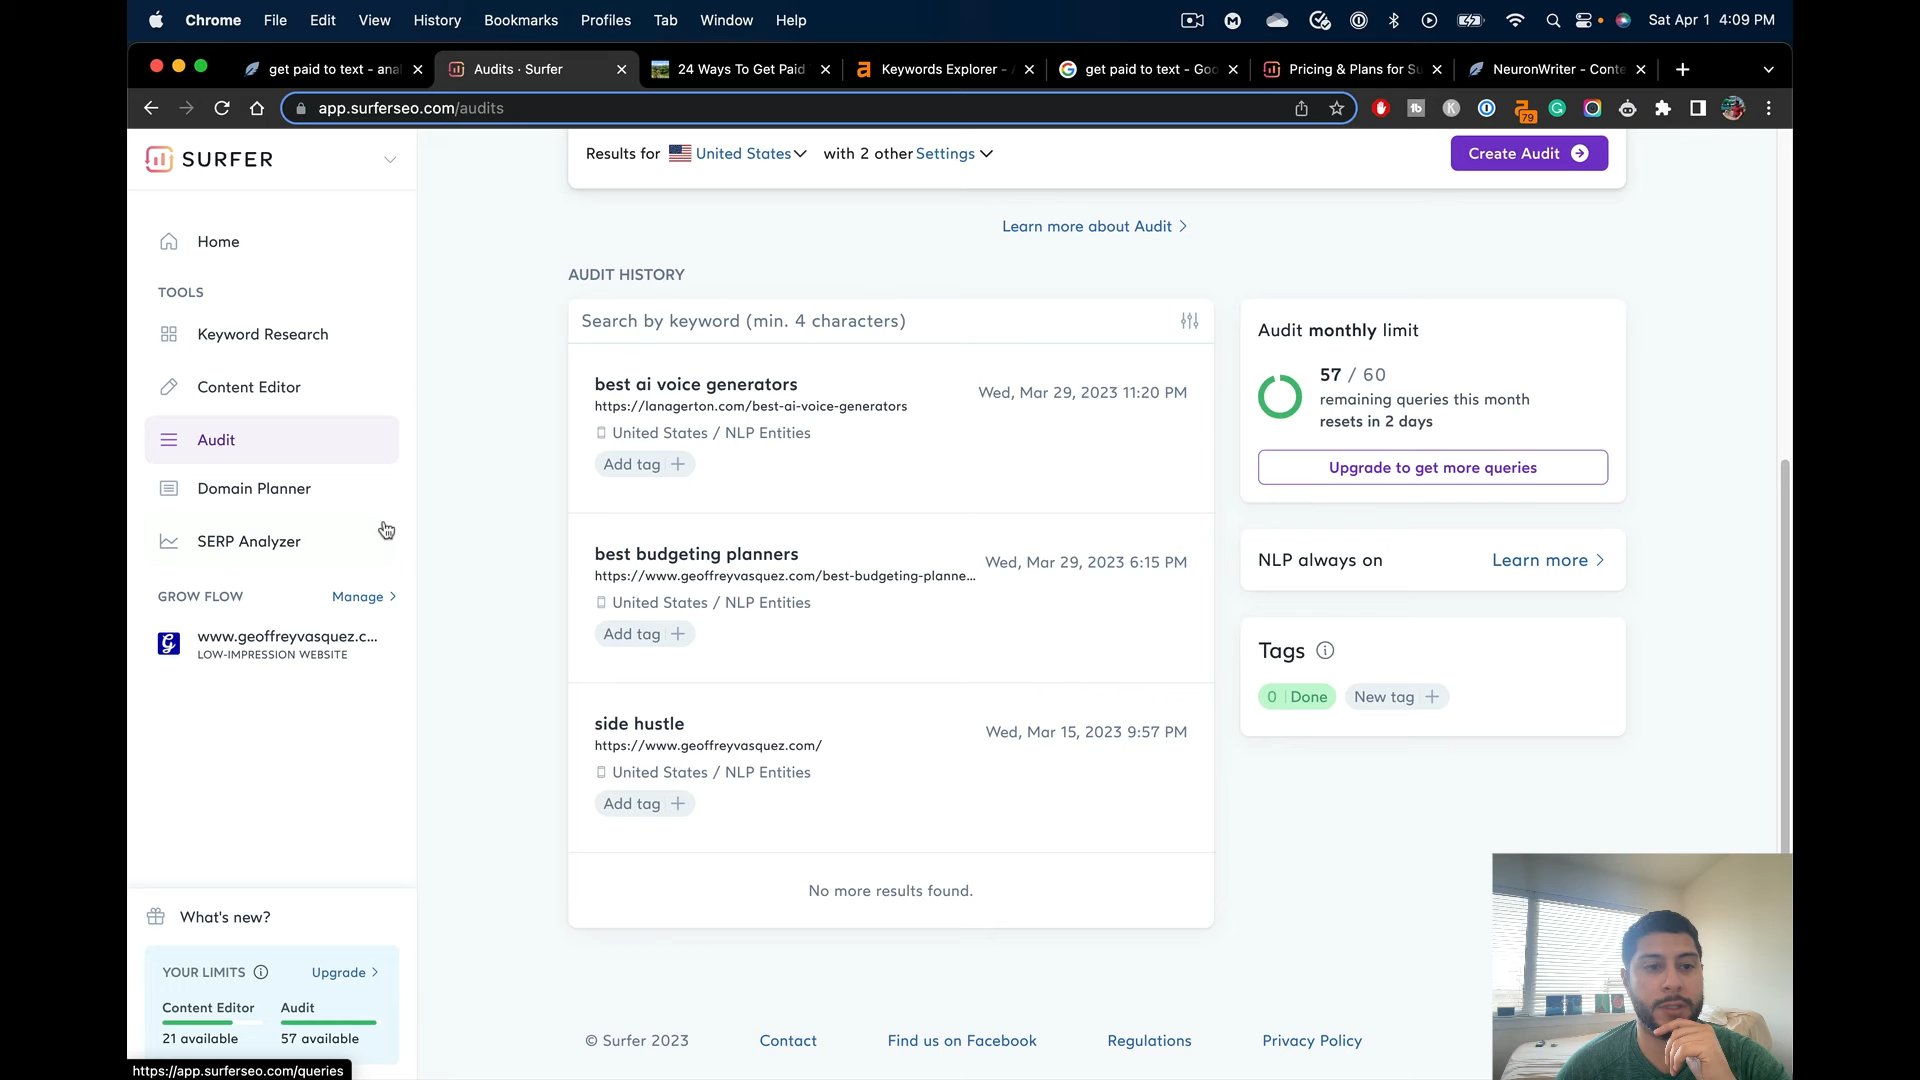 Chrome File Edit View History Bookmarks Profiles Tab Window Help Sat Apr 1 4:09 PM
get paid to text - anal Audits · Surfer 24 Ways To Get Paid Keywords Explorer - get paid to text - Goo Pricing & Plans for Su NeuronWriter - Conte
app.surferseo.com/audits 79
SURFER
Home
TOOLS
Keyword Research
Content Editor
Audit
Domain Planner
SERP Analyzer
GROW FLOW Manage >
www.geoffreyvasquez.c...
LOW-IMPRESSION WEBSITE
What's new?
YOUR LIMITS Upgrade >
Content Editor Audit
21 available 57 available
https://app.surferseo.com/queries
Results for United States with 2 other Settings
Create Audit
Learn more about Audit >
AUDIT HISTORY
Search by keyword (min. 4 characters)
best ai voice generators
Wed, Mar 29, 2023 11:20 PM
https://lanagerton.com/best-ai-voice-generators
United States / NLP Entities
Add tag +
best budgeting planners
Wed, Mar 29, 2023 6:15 PM
https://www.geoffreyvasquez.com/best-budgeting-planne...
United States / NLP Entities
Add tag +
side hustle
Wed, Mar 15, 2023 9:57 PM
https://www.geoffreyvasquez.com/
United States / NLP Entities
Add tag +
No more results found.
Audit monthly limit
57 / 60
remaining queries this month
resets in 2 days
Upgrade to get more queries
NLP always on Learn more >
Tags
0 Done New tag +
© Surfer 2023 Contact Find us on Facebook Regulations Privacy Policy